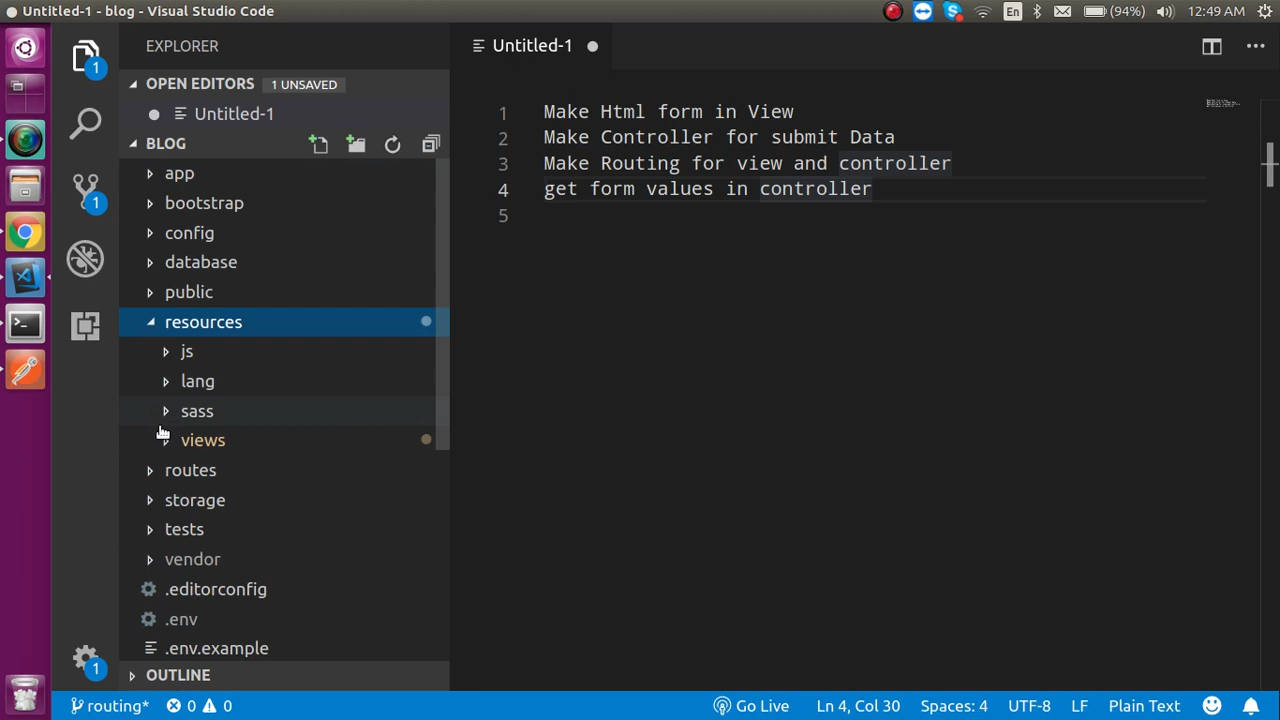 Untitled-1 - blog - Visual Studio Code
En
(94%)
12:49 AM
1
1
1
EXPLORER
OPEN EDITORS 1 UNSAVED
Untitled-1
BLOG
app
bootstrap
config
database
public
resources
js
lang
sass
views
routes
storage
tests
vendor
.editorconfig
.env
.env.example
OUTLINE
Untitled-1
1 Make Html form in View
2 Make Controller for submit Data
3 Make Routing for view and controller
4 get form values in controller
5
routing* 0 0
Go Live Ln 4, Col 30 Spaces: 4 UTF-8 LF Plain Text